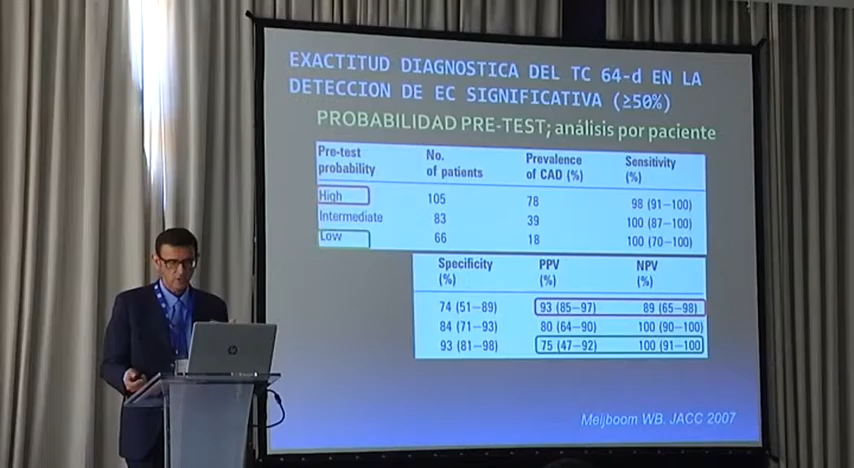 EXACTITUD DIAGNOSTICA DEL TC 64-d EN LA
DETECCION DE EC SIGNIFICATIVA (≥50%)
PROBABILIDAD PRE-TEST; análisis por paciente
Pre-test probability No. of patients Prevalence of CAD (%) Sensitivity (%)
High 105 78 98 (91–100)
Intermediate 83 39 100 (87–100)
Low 66 18 100 (70–100)
Specificity (%) PPV (%) NPV (%)
74 (51–89) 93 (85–97) 89 (65–98)
84 (71–93) 80 (64–90) 100 (90–100)
93 (81–98) 75 (47–92) 100 (91–100
Meijboom WB. JACC 2007
hp